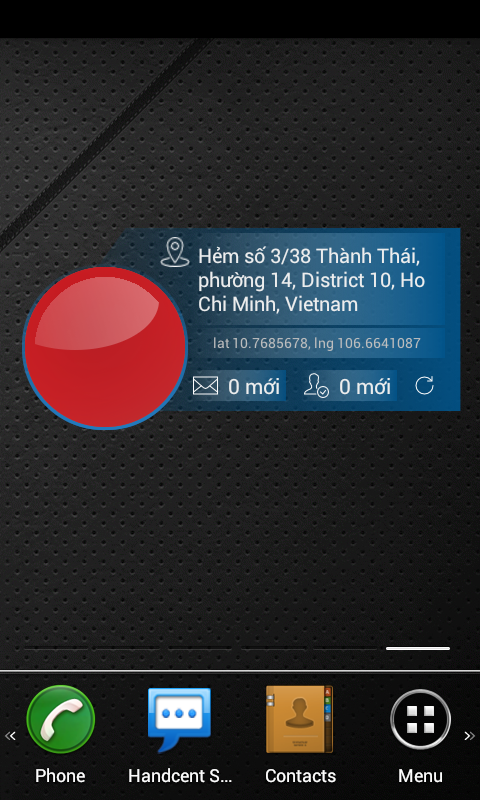 Hẻm số 3/38 Thành Thái,
phường 14, District 10, Ho
Chi Minh, Vietnam
lat 10.7685678, lng 106.6641087
0 mới 0 mới
« Phone Handcent S... Contacts Menu »